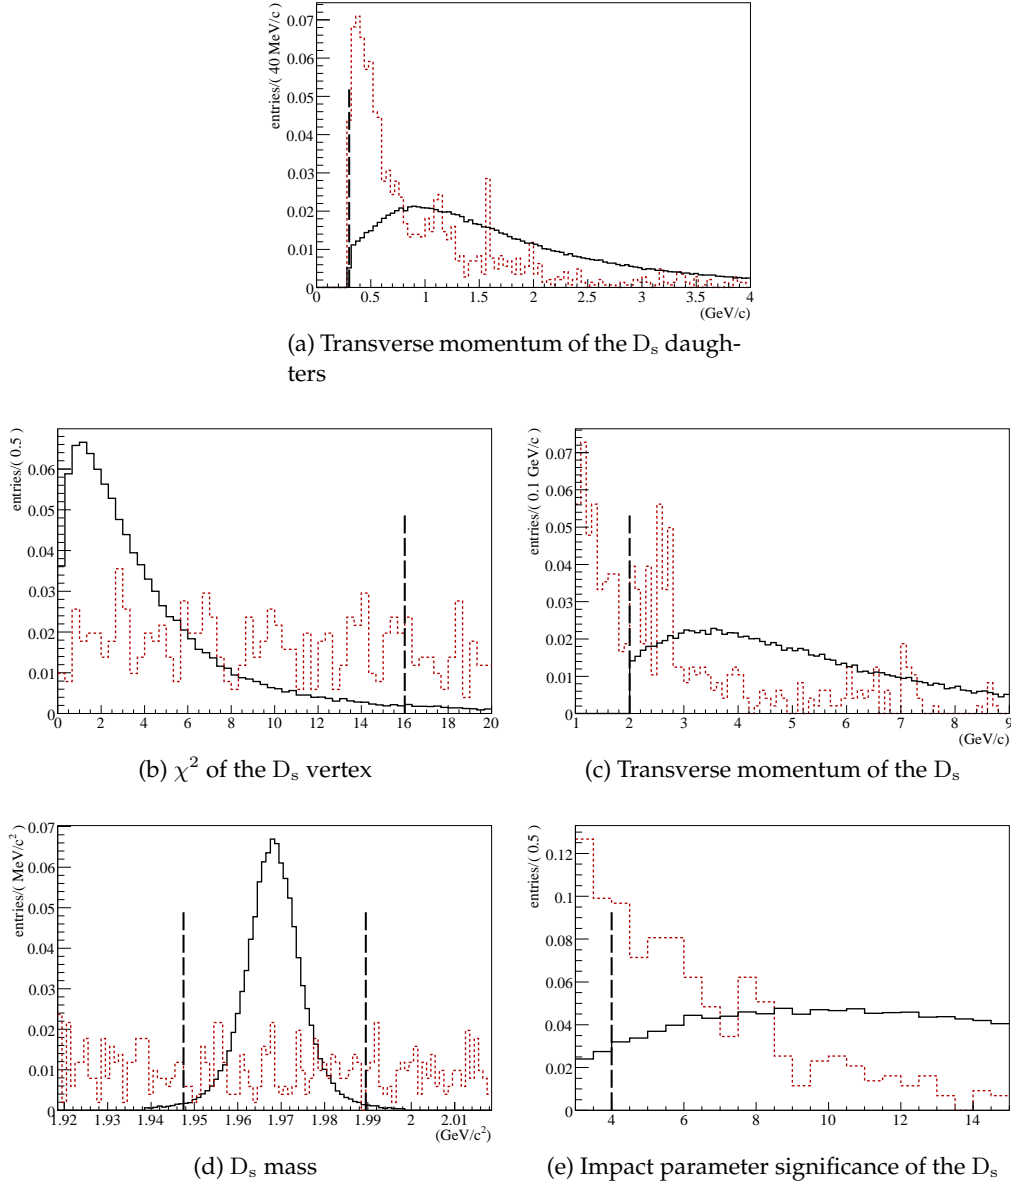 entries/( 40 MeV/c )
0.07
0.06
0.05
0.04
0.03
0.02
0.01
0
0 0.5 1 1.5 2 2.5 3 3.5 4
(GeV/c)
(a) Transverse momentum of the Ds daugh-
ters
entries/( 0.5 )
0.06
0.05
0.04
0.03
0.02
0.01
0
0 2 4 6 8 10 12 14 16 18 20
(b) χ² of the Ds vertex
entries/( 0.1 GeV/c )
0.07
0.06
0.05
0.04
0.03
0.02
0.01
0
1 2 3 4 5 6 7 8 9
(GeV/c)
(c) Transverse momentum of the Ds
entries/( MeV/c² )
0.07
0.06
0.05
0.04
0.03
0.02
0.01
0
1.92 1.93 1.94 1.95 1.96 1.97 1.98 1.99 2 2.01
(GeV/c²)
(d) Ds mass
entries/( 0.5 )
0.12
0.1
0.08
0.06
0.04
0.02
0
4 6 8 10 12 14
(e) Impact parameter significance of the Ds